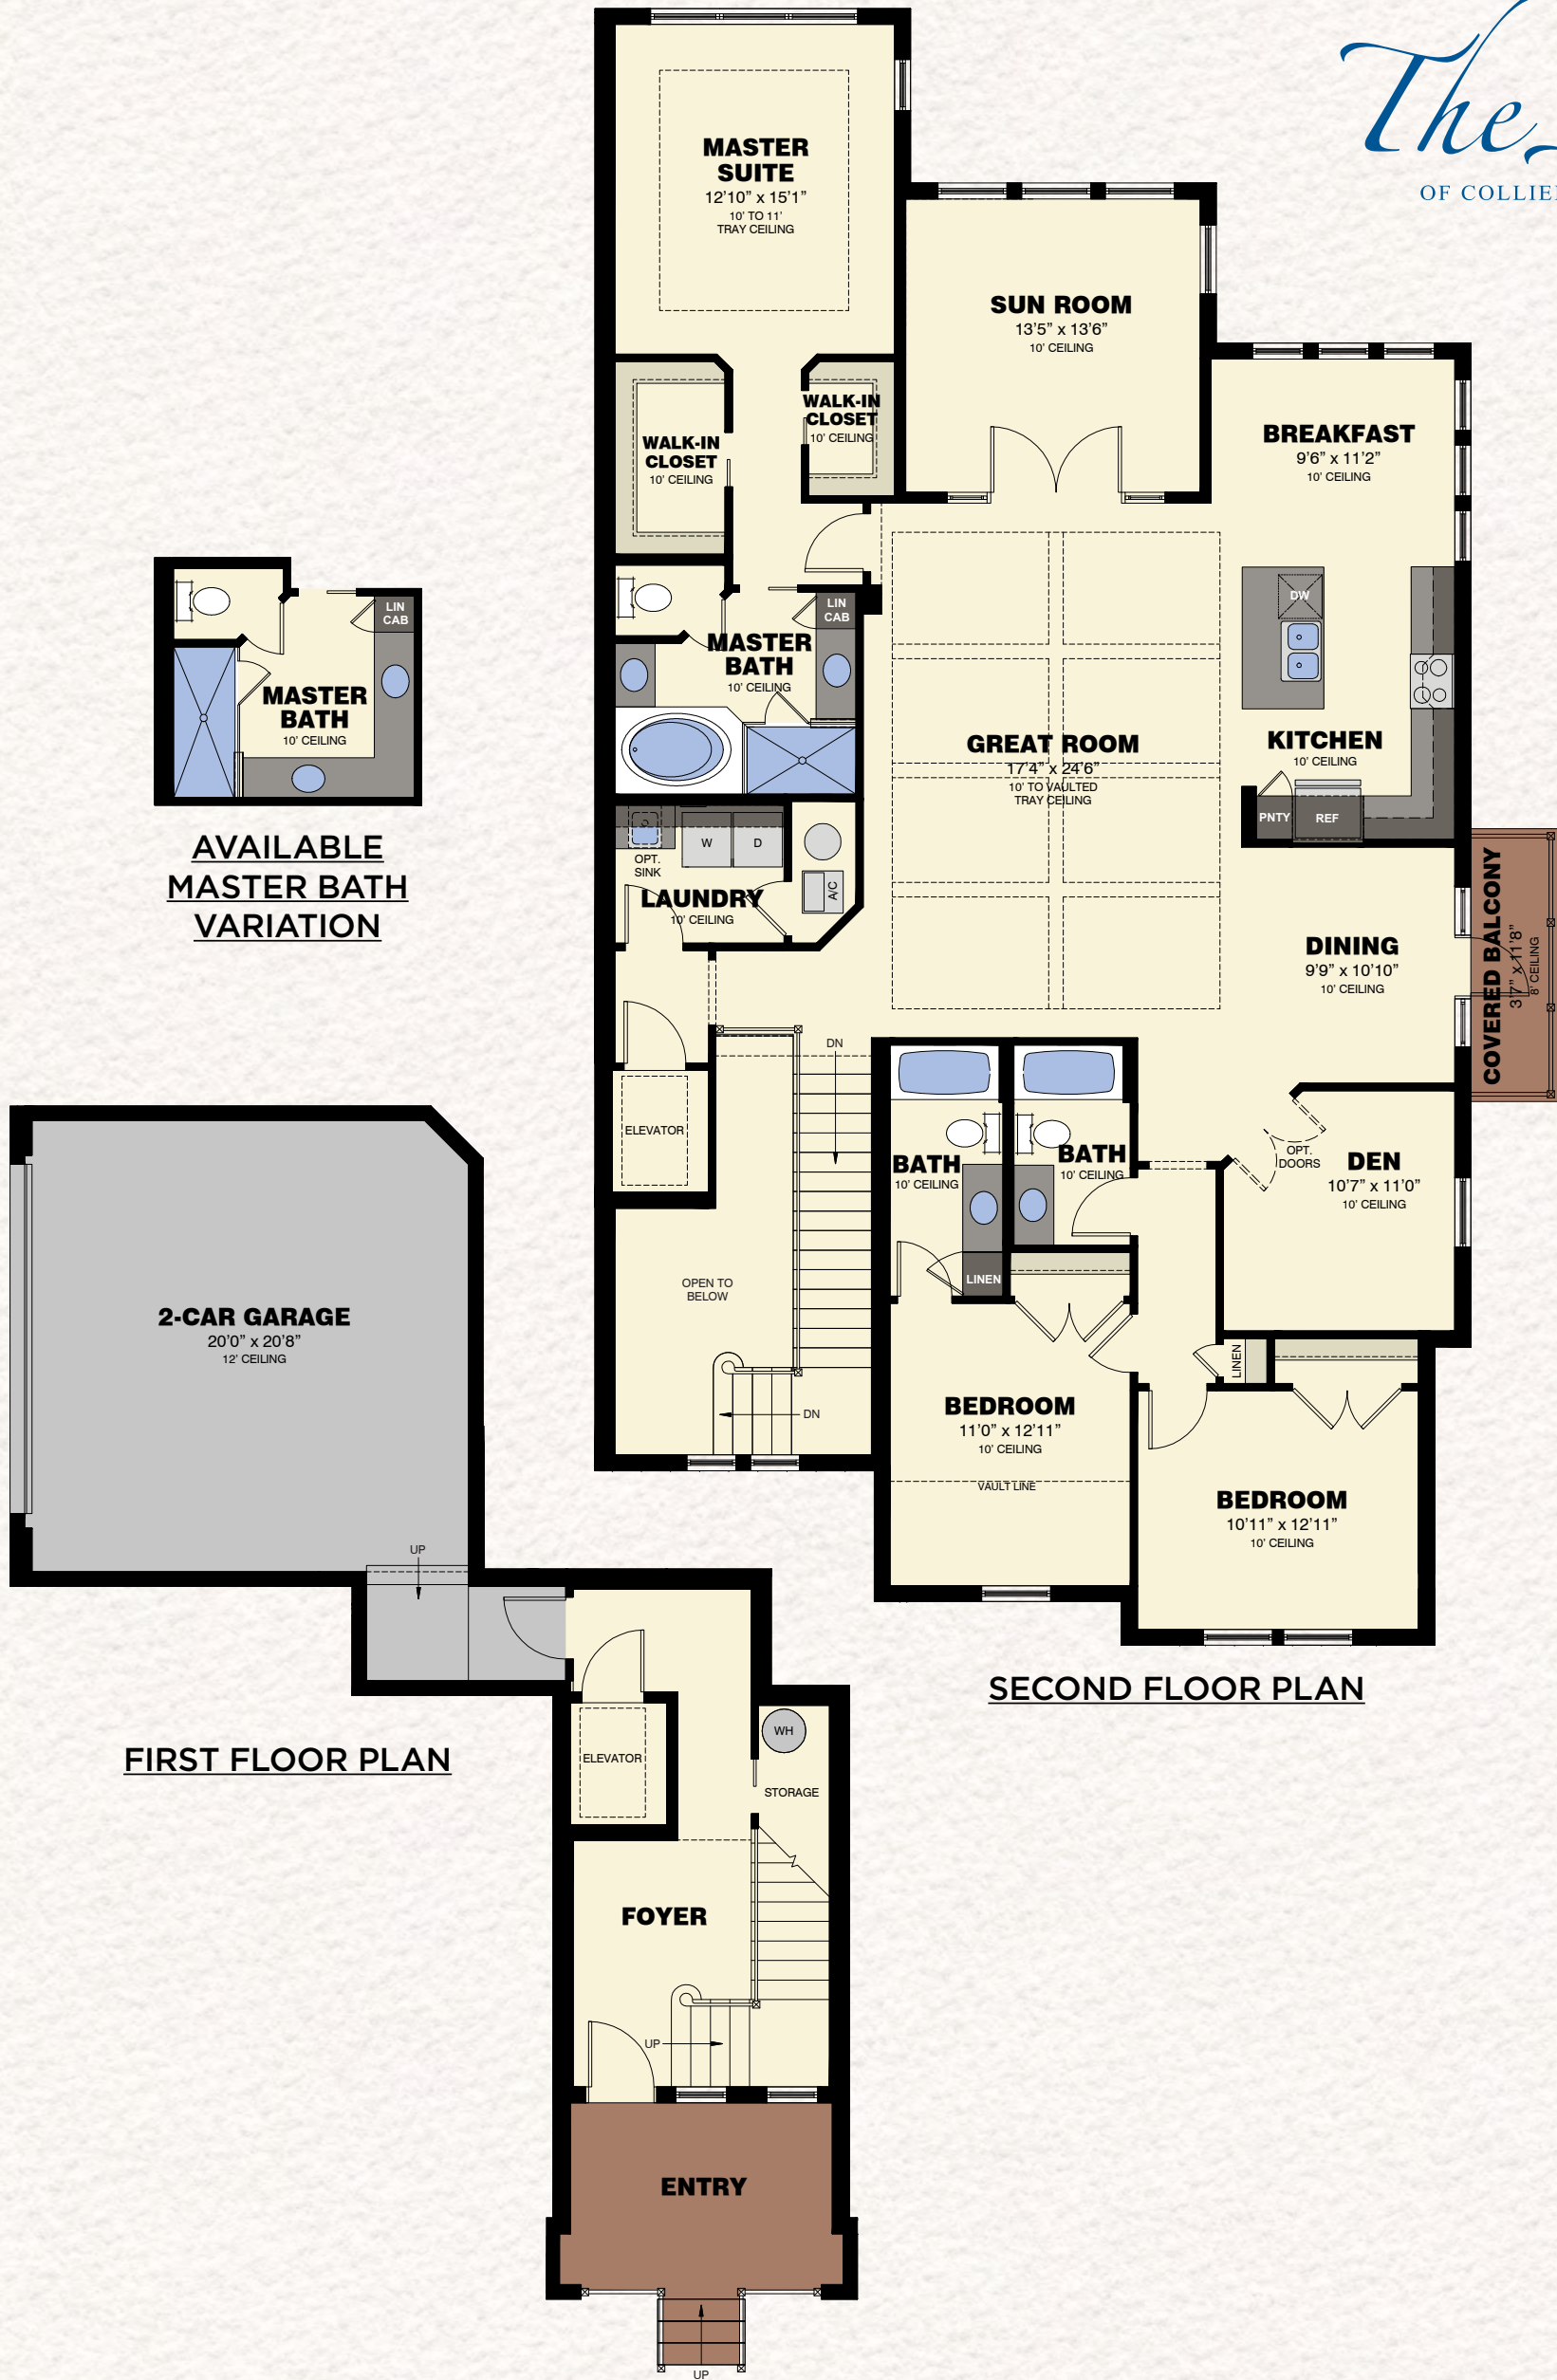 The
OF COLLIE
MASTER
SUITE
12'10" x 15'1"
10' TO 11'
TRAY CEILING
SUN ROOM
13'5" x 13'6"
10' CEILING
WALK-IN
CLOSET
10' CEILING
WALK-IN
CLOSET
10' CEILING
BREAKFAST
9'6" x 11'2"
10' CEILING
LIN
CAB
MASTER
BATH
10' CEILING
AVAILABLE
MASTER BATH
VARIATION
LIN
CAB
MASTER
BATH
10' CEILING
DW
GREAT ROOM
17'4" x 24'6"
10' TO VAULTED
TRAY CEILING
KITCHEN
10' CEILING
PNTY
REF
OPT.
SINK
W
D
A/C
LAUNDRY
10' CEILING
DINING
9'9" x 10'10"
10' CEILING
COVERED BALCONY
3'7" x 11'8"
8' CEILING
DN
ELEVATOR
BATH
10' CEILING
BATH
10' CEILING
OPT.
DOORS
DEN
10'7" x 11'0"
10' CEILING
LINEN
OPEN TO
BELOW
DN
LINEN
BEDROOM
11'0" x 12'11"
10' CEILING
VAULT LINE
BEDROOM
10'11" x 12'11"
10' CEILING
SECOND FLOOR PLAN
2-CAR GARAGE
20'0" x 20'8"
12' CEILING
UP
FIRST FLOOR PLAN
ELEVATOR
WH
STORAGE
FOYER
UP
ENTRY
UP